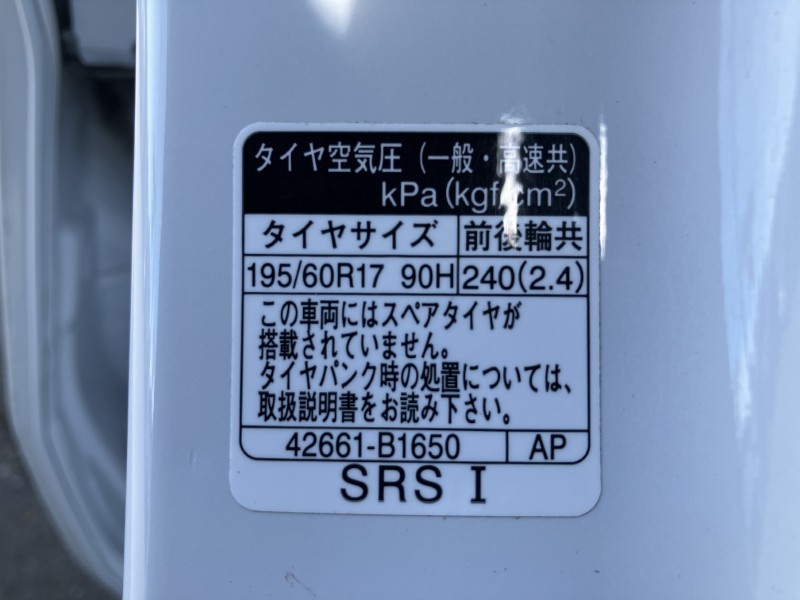 タイヤ空気圧(一般・高速共)
kPa(kgf/cm²)
タイヤサイズ 前後輪共
195/60R17 90H 240(2.4)
この車両にはスペアタイヤが
搭載されていません。
タイヤパンク時の処置については、
取扱説明書をお読み下さい。
42661-B1650 AP
SRS I